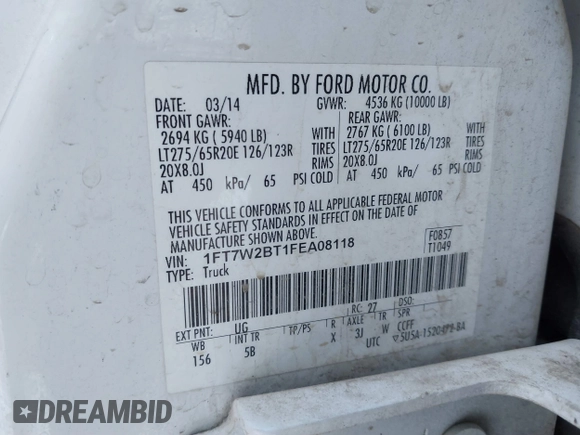 MFD. BY FORD MOTOR CO.
DATE: 03/14 GVWR: 4536 KG (10000 LB)
FRONT GAWR: REAR GAWR:
2694 KG ( 5940 LB) WITH 2767 KG ( 6100 LB) WITH
LT275/65R20E 126/123R TIRES LT275/65R20E 126/123R TIRES
20X8.0J RIMS 20X8.0J RIMS
AT 450 kPa/ 65 PSI COLD AT 450 kPa/ 65 PSI COLD
THIS VEHICLE CONFORMS TO ALL APPLICABLE FEDERAL MOTOR
VEHICLE SAFETY STANDARDS IN EFFECT ON THE DATE OF
MANUFACTURE SHOWN ABOVE.
VIN: 1FT7W2BT1FEA08118 F0857
TYPE: Truck T1049
RC: 27 DSO:
EXT PNT: UG R AXLE TR SPR
WB INT TR TP/PS X 3J W CCFF
156 5B UTC
DREAMBID